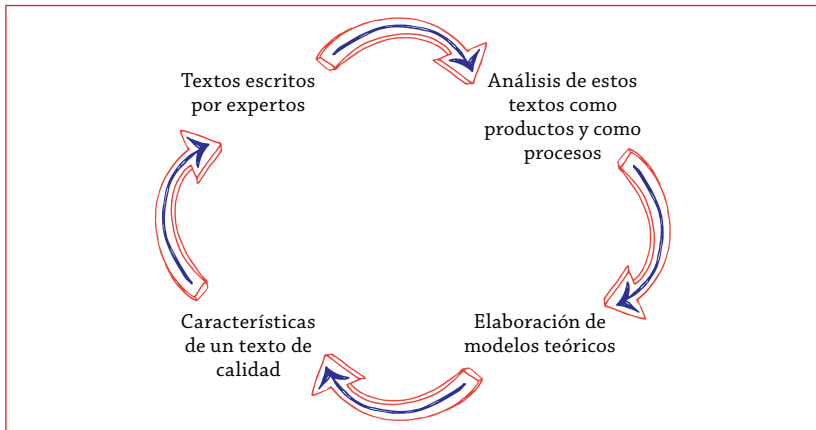 Textos escritos
por expertos
Análisis de estos
textos como
productos y como
procesos
Elaboración de
modelos teóricos
Características
de un texto de
calidad